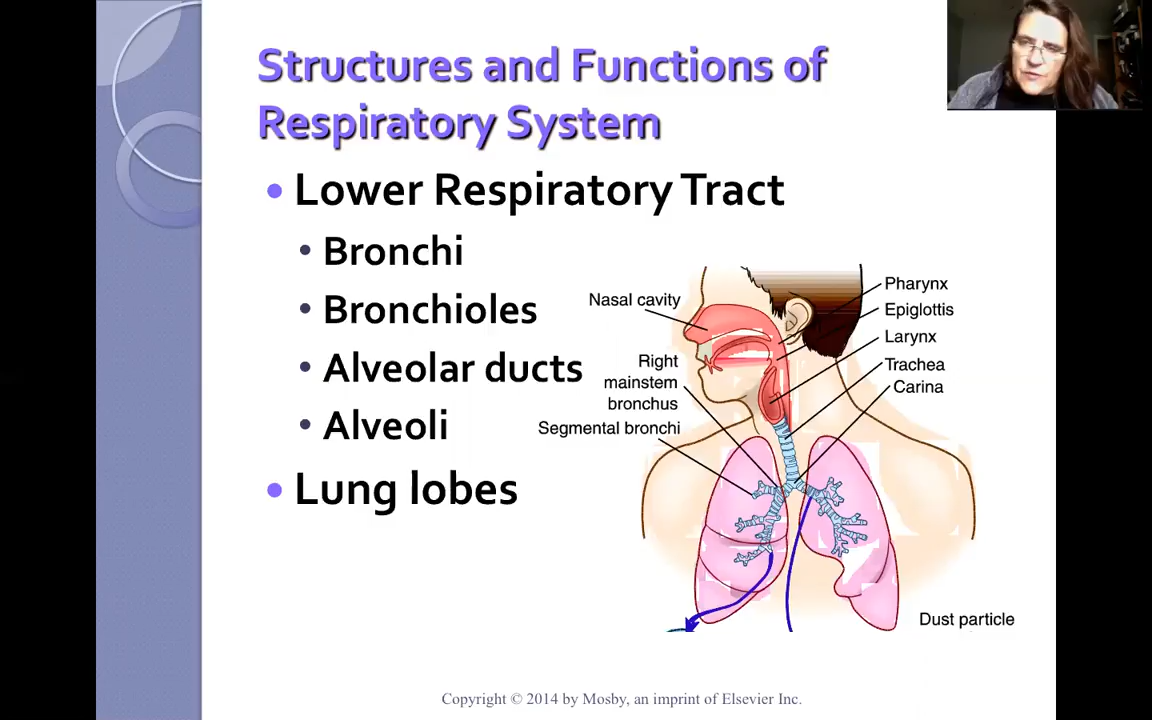 Structures and Functions of
Respiratory System
Lower Respiratory Tract
Bronchi
Bronchioles
Alveolar ducts
Alveoli
Lung lobes
Nasal cavity
Right
mainstem
bronchus
Segmental bronchi
Pharynx
Epiglottis
Larynx
Trachea
Carina
Dust particle
Copyright © 2014 by Mosby, an imprint of Elsevier Inc.